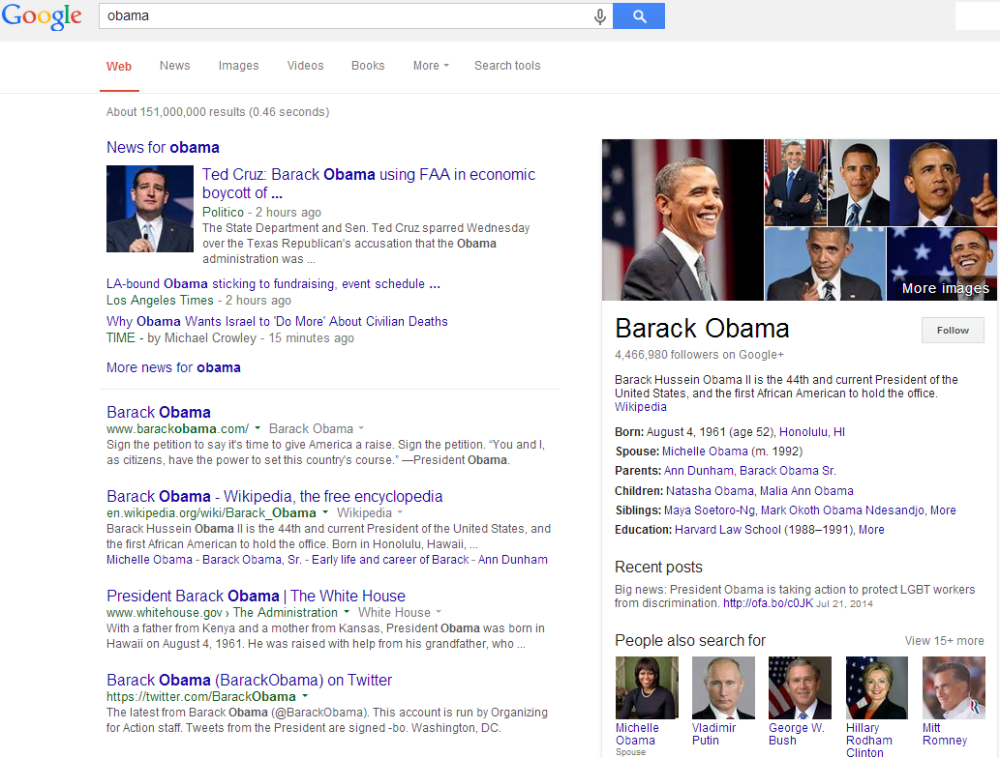 Google
obama
Web News Images Videos Books More Search tools
About 151,000,000 results (0.46 seconds)
News for obama
Ted Cruz: Barack Obama using FAA in economic
boycott of ...
Politico - 2 hours ago
The State Department and Sen. Ted Cruz sparred Wednesday
over the Texas Republican's accusation that the Obama
administration was ...
LA-bound Obama sticking to fundraising, event schedule ...
Los Angeles Times - 2 hours ago
Why Obama Wants Israel to 'Do More' About Civilian Deaths
TIME - by Michael Crowley - 15 minutes ago
More news for obama
Barack Obama
www.barackobama.com/ Barack Obama
Sign the petition to say it's time to give America a raise. Sign the petition. “You and I,
as citizens, have the power to set this country's course.” —President Obama.
Barack Obama - Wikipedia, the free encyclopedia
en.wikipedia.org/wiki/Barack_Obama Wikipedia
Barack Hussein Obama II is the 44th and current President of the United States, and
the first African American to hold the office. Born in Honolulu, Hawaii, ...
Michelle Obama - Barack Obama, Sr. - Early life and career of Barack - Ann Dunham
President Barack Obama | The White House
www.whitehouse.gov › The Administration White House
With a father from Kenya and a mother from Kansas, President Obama was born in
Hawaii on August 4, 1961. He was raised with help from his grandfather, who ...
Barack Obama (BarackObama) on Twitter
https://twitter.com/BarackObama
The latest from Barack Obama (@BarackObama). This account is run by Organizing
for Action staff. Tweets from the President are signed -bo. Washington, DC.
More images
Barack Obama
Follow
4,466,980 followers on Google+
Barack Hussein Obama II is the 44th and current President of the
United States, and the first African American to hold the office.
Wikipedia
Born: August 4, 1961 (age 52), Honolulu, HI
Spouse: Michelle Obama (m. 1992)
Parents: Ann Dunham, Barack Obama Sr.
Children: Natasha Obama, Malia Ann Obama
Siblings: Maya Soetoro-Ng, Mark Okoth Obama Ndesandjo, More
Education: Harvard Law School (1988–1991), More
Recent posts
Big news: President Obama is taking action to protect LGBT workers
from discrimination. http://ofa.bo/c0JK Jul 21, 2014
People also search for View 15+ more
Michelle
Obama
Spouse
Vladimir
Putin
George W.
Bush
Hillary
Rodham
Clinton
Mitt
Romney